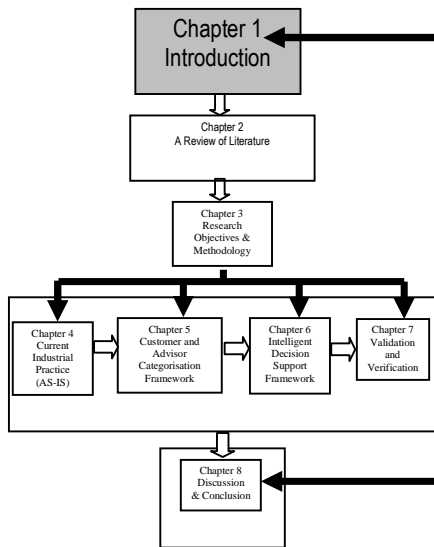 Chapter 1
Introduction
Chapter 2
A Review of Literature
Chapter 3
Research
Objectives &
Methodology
Chapter 4
Current
Industrial
Practice
(AS-IS)
Chapter 5
Customer and
Advisor
Categorisation
Framework
Chapter 6
Intelligent
Decision
Support
Framework
Chapter 7
Validation
and
Verification
Chapter 8
Discussion
& Conclusion